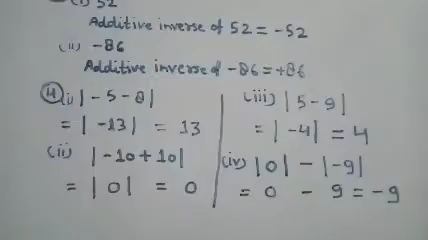 (i) 52
Additive inverse of 52 = -52
(ii) -86
Additive inverse of -86 = +86
4 (i) |-5-8|
= |-13| = 13
(ii) |-10+10|
= |0| = 0
(iii) |5-9|
= |-4| = 4
(iv) |0| - |-9|
= 0 - 9 = -9